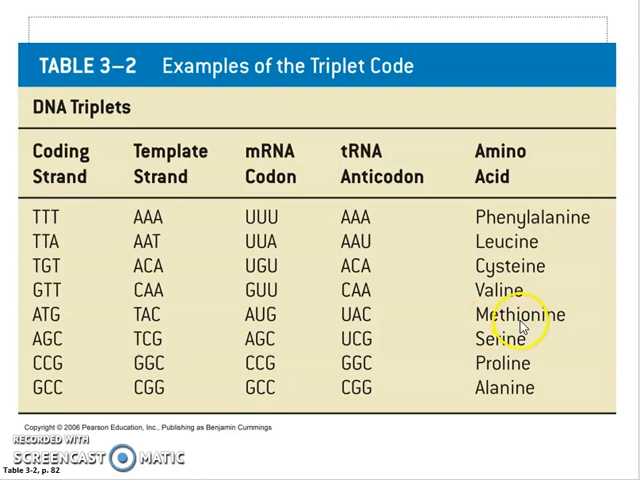 TABLE 3–2 Examples of the Triplet Code
DNA Triplets
Coding Strand Template Strand mRNA Codon tRNA Anticodon Amino Acid
TTT AAA UUU AAA Phenylalanine
TTA AAT UUA AAU Leucine
TGT ACA UGU ACA Cysteine
GTT CAA GUU CAA Valine
ATG TAC AUG UAC Methionine
AGC TCG AGC UCG Serine
CCG GGC CCG GGC Proline
GCC CGG GCC CGG Alanine
Copyright © 2006 Pearson Education, Inc., Publishing as Benjamin Cummings
RECORDED WITH
SCREENCAST MATIC
Table 3-2, p. 82